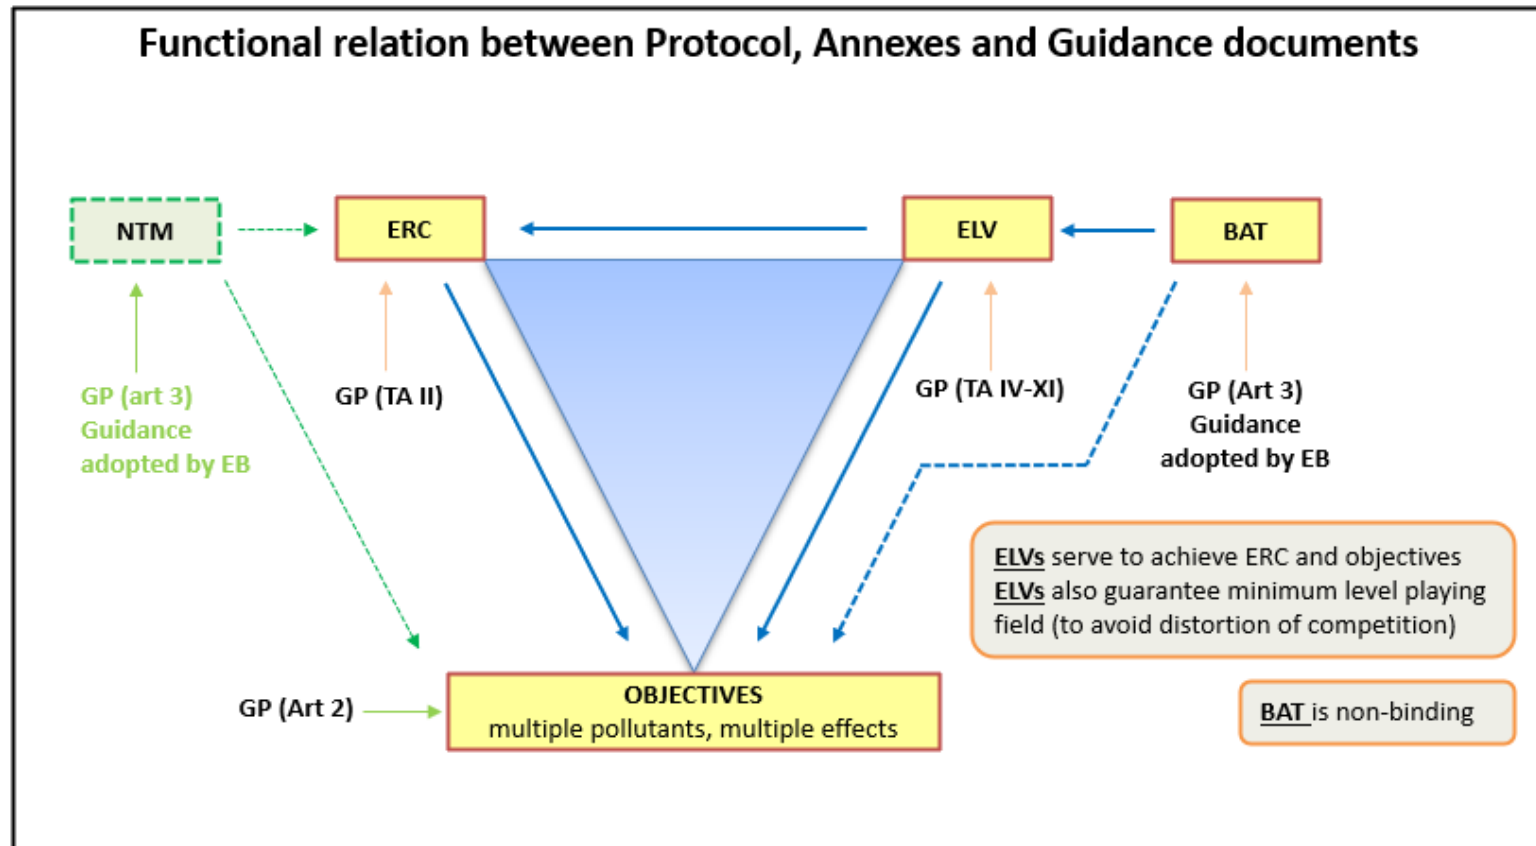 Functional relation between Protocol, Annexes and Guidance documents
NTM
ERC
ELV
BAT
GP (art 3)
Guidance
adopted by EB
GP (TA II)
GP (TA IV-XI)
GP (Art 3)
Guidance
adopted by EB
ELVs serve to achieve ERC and objectives
ELVs also guarantee minimum level playing
field (to avoid distortion of competition)
GP (Art 2)
OBJECTIVES
multiple pollutants, multiple effects
BAT is non-binding